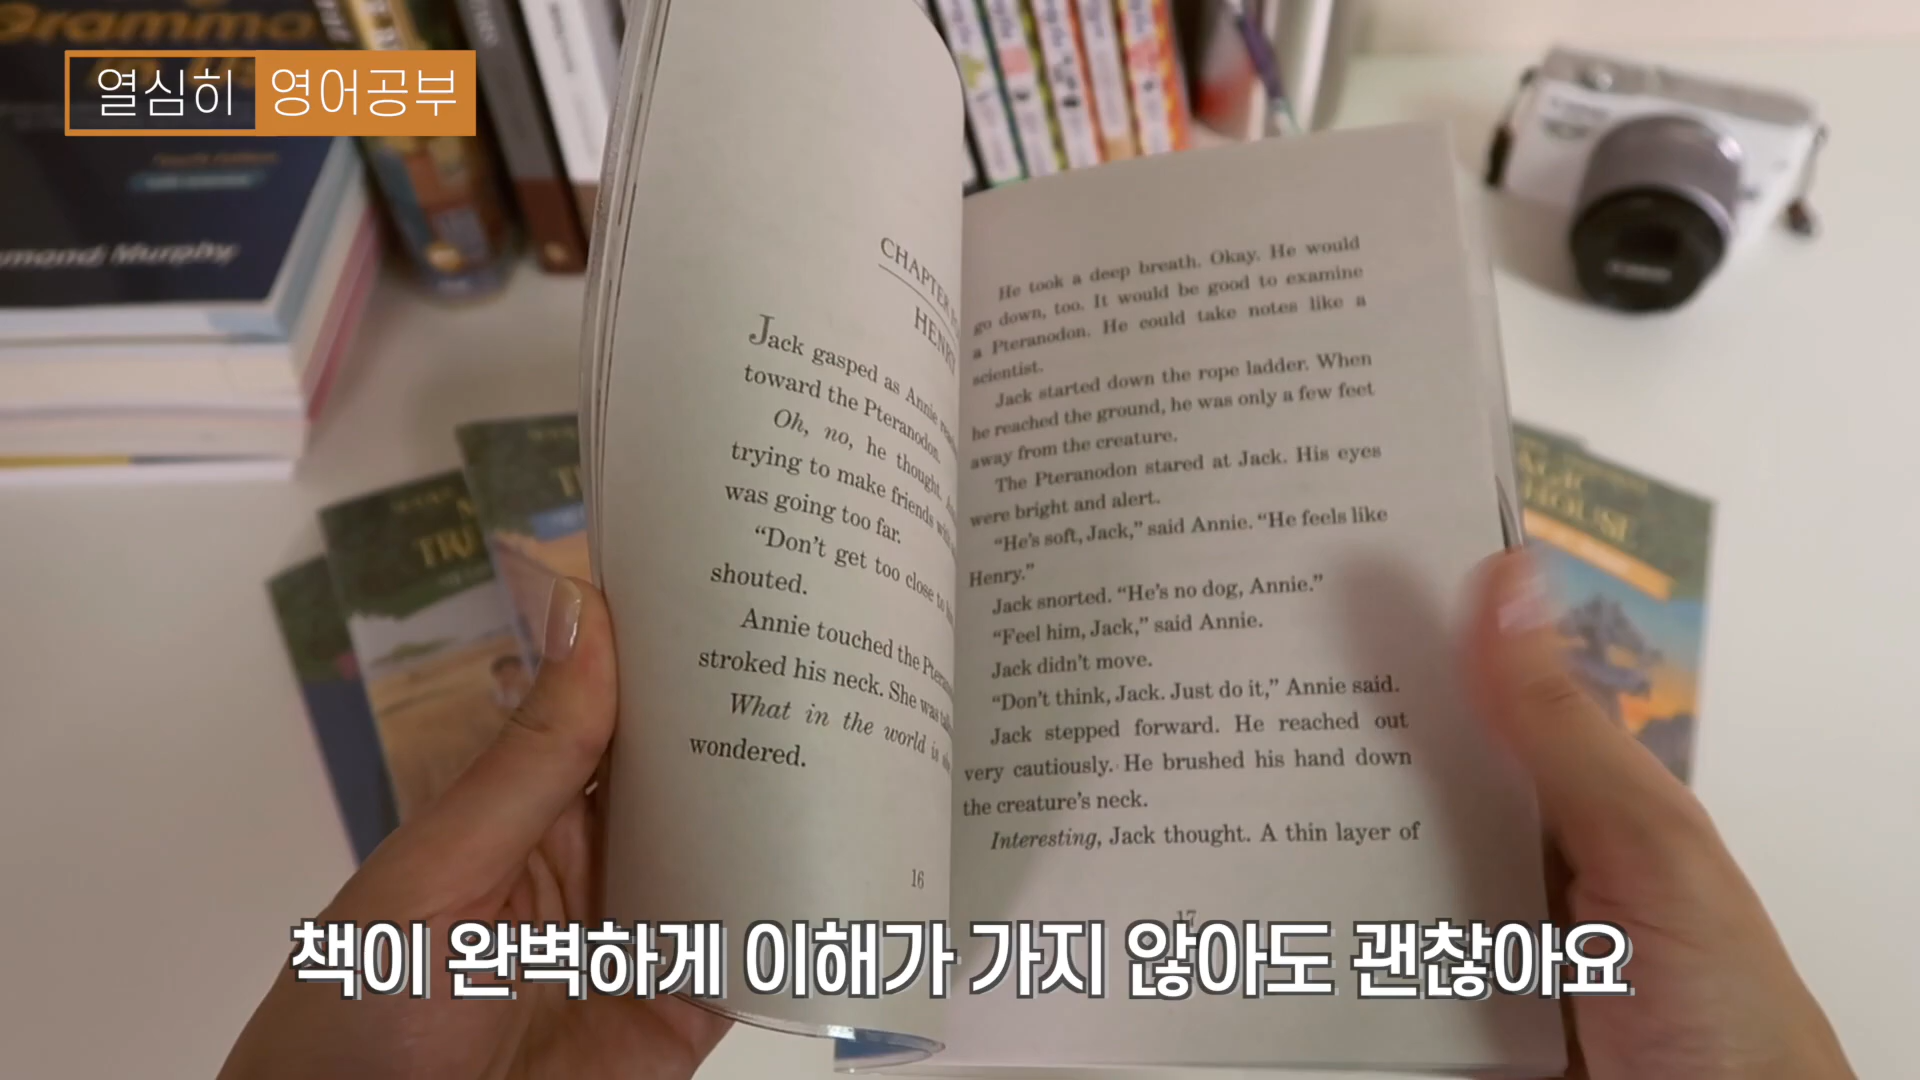 Gramma
열심히 영어공부
mond Murphy
CHAPTER
HENRY
Jack gasped as Annie
toward the Pteranodon.
Oh, no, he thought.
trying to make friends with
was going too far.
“Don’t get too close to
shouted.
Annie touched the
stroked his neck. She was
What in the world is
wondered.
16
He took a deep breath. Okay. He would
go down, too. It would be good to examine
a Pteranodon. He could take notes like a
scientist.
Jack started down the rope ladder. When
he reached the ground, he was only a few feet
away from the creature.
The Pteranodon stared at Jack. His eyes
were bright and alert.
“He’s soft, Jack,” said Annie. “He feels like
Henry.”
Jack snorted. “He’s no dog, Annie.”
“Feel him, Jack,” said Annie.
Jack didn’t move.
“Don’t think, Jack. Just do it,” Annie said.
Jack stepped forward. He reached out
very cautiously. He brushed his hand down
the creature’s neck.
Interesting, Jack thought. A thin layer of
17
책이 완벽하게 이해가 가지 않아도 괜찮아요